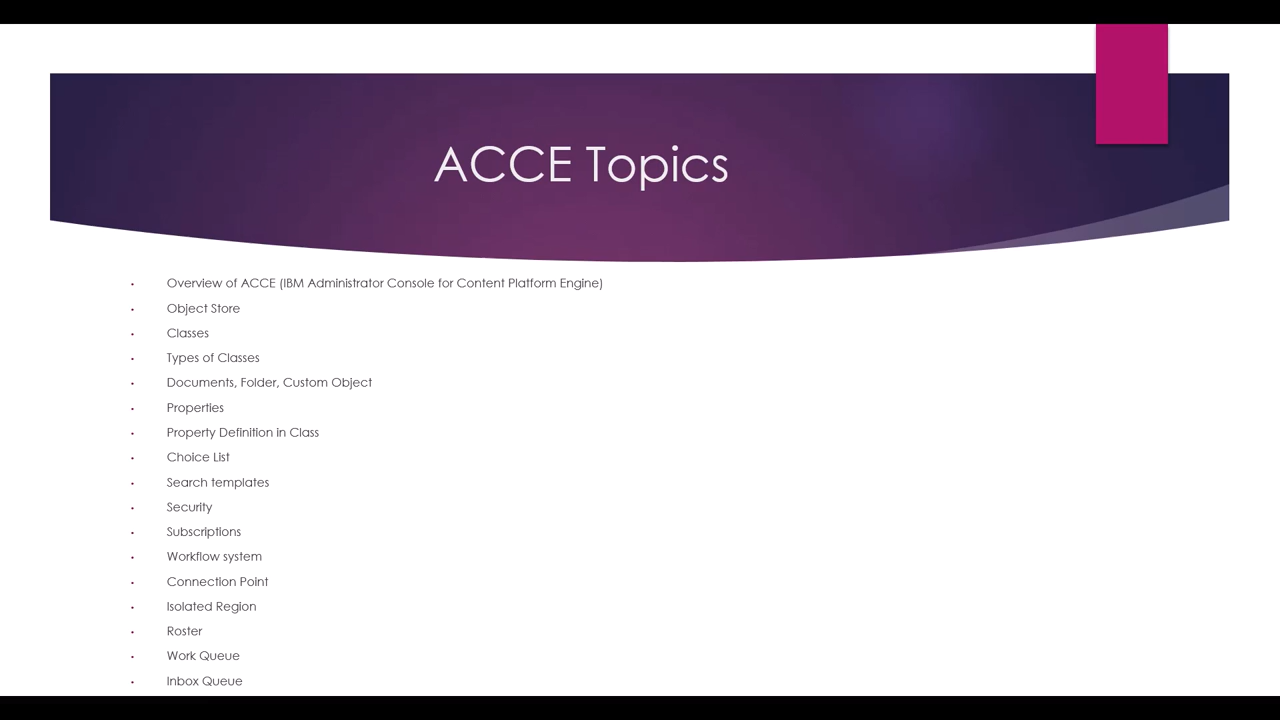 ACCE Topics
• Overview of ACCE (IBM Administrator Console for Content Platform Engine)
• Object Store
• Classes
• Types of Classes
• Documents, Folder, Custom Object
• Properties
• Property Definition in Class
• Choice List
• Search templates
• Security
• Subscriptions
• Workflow system
• Connection Point
• Isolated Region
• Roster
• Work Queue
• Inbox Queue